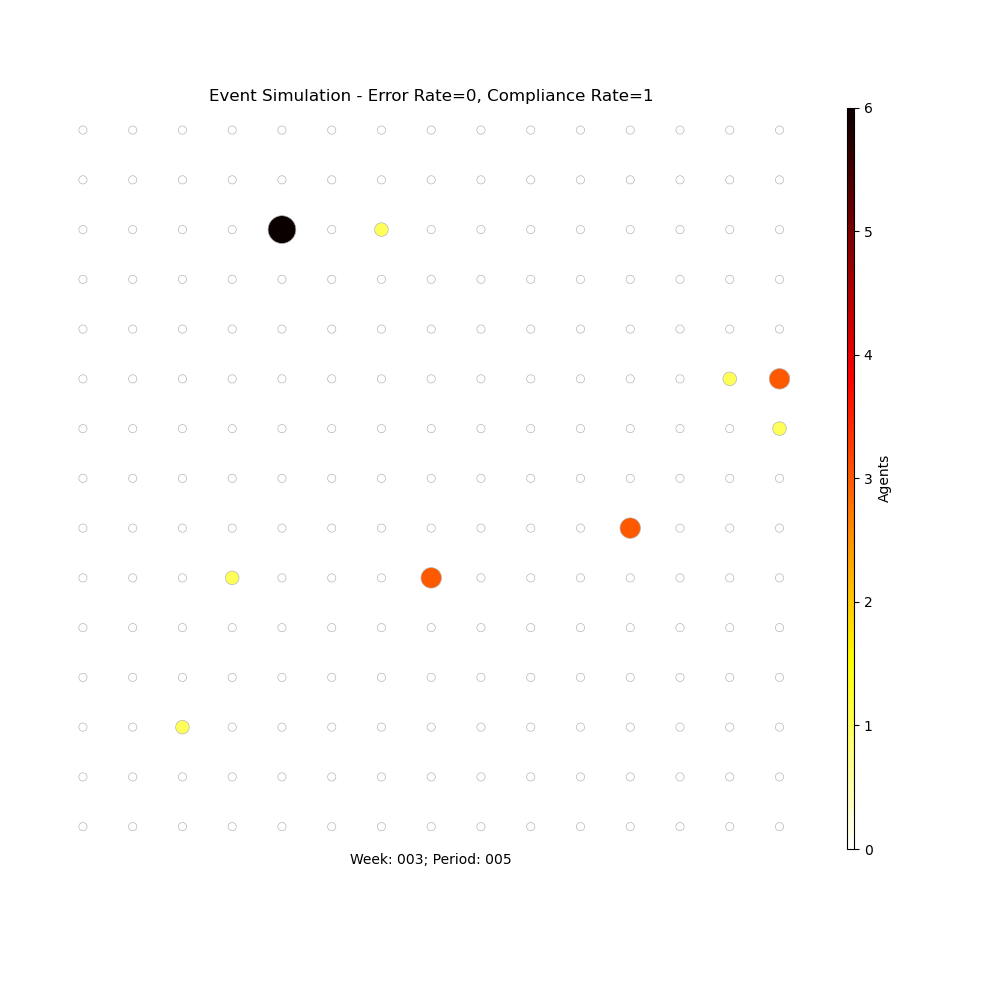 Event Simulation - Error Rate=0, Compliance Rate=1
6
5
4
3
2
1
0
Agents
Week: 003; Period: 005